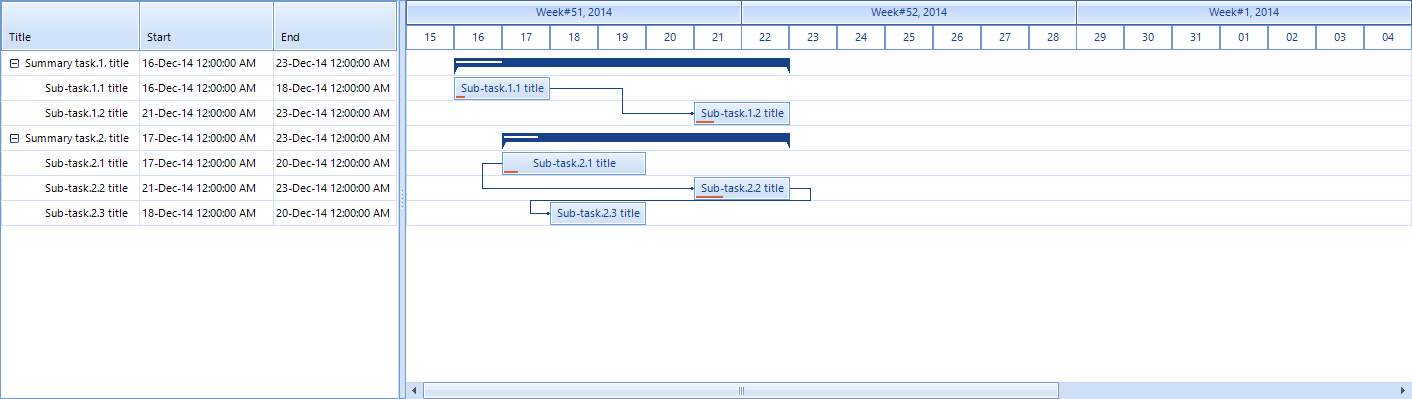 Title Start End
Week#51, 2014 Week#52, 2014 Week#1, 2014
15 16 17 18 19 20 21 22 23 24 25 26 27 28 29 30 31 01 02 03 04
Summary task.1. title 16-Dec-14 12:00:00 AM 23-Dec-14 12:00:00 AM
Sub-task.1.1 title 16-Dec-14 12:00:00 AM 18-Dec-14 12:00:00 AM Sub-task.1.1 title
Sub-task.1.2 title 21-Dec-14 12:00:00 AM 23-Dec-14 12:00:00 AM Sub-task.1.2 title
Summary task.2. title 17-Dec-14 12:00:00 AM 23-Dec-14 12:00:00 AM
Sub-task.2.1 title 17-Dec-14 12:00:00 AM 20-Dec-14 12:00:00 AM Sub-task.2.1 title
Sub-task.2.2 title 21-Dec-14 12:00:00 AM 23-Dec-14 12:00:00 AM Sub-task.2.2 title
Sub-task.2.3 title 18-Dec-14 12:00:00 AM 20-Dec-14 12:00:00 AM Sub-task.2.3 title